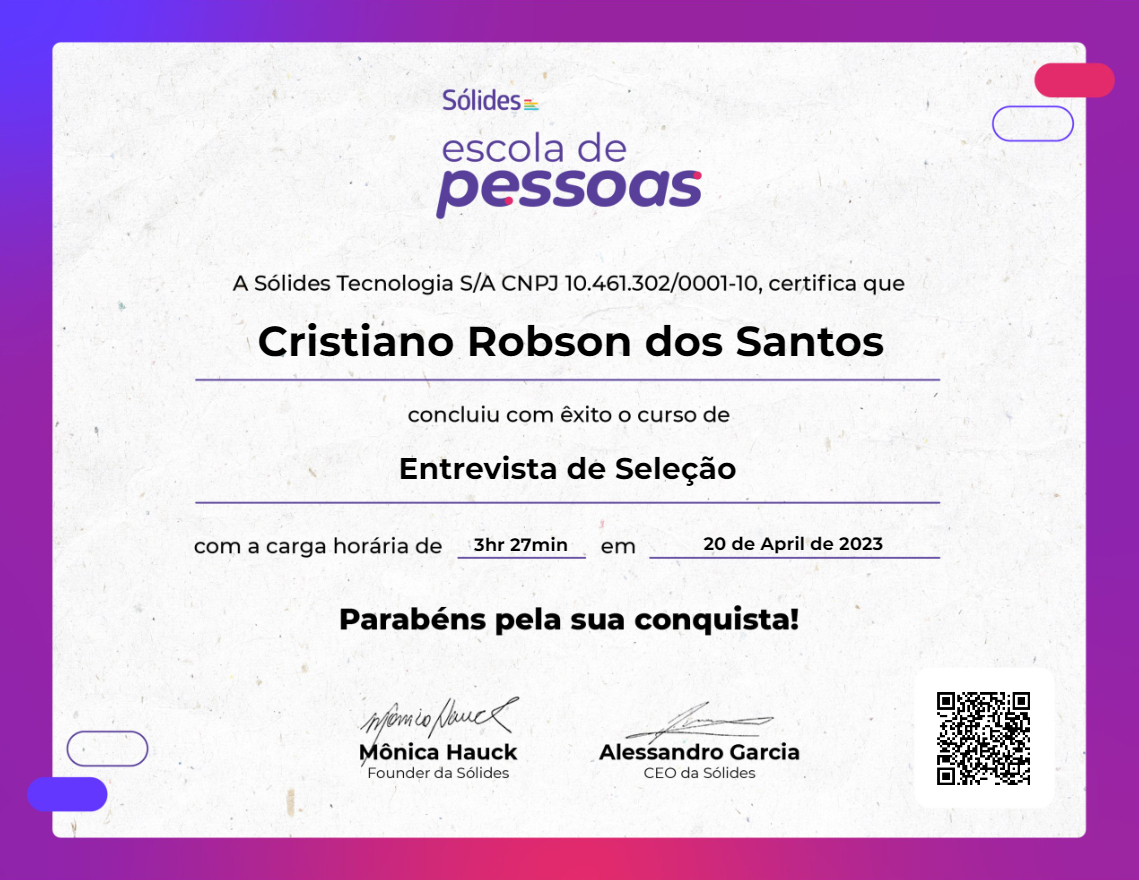 Sólides
escola de
pessoas
A Sólides Tecnologia S/A CNPJ 10.461.302/0001-10, certifica que
Cristiano Robson dos Santos
concluiu com êxito o curso de
Entrevista de Seleção
com a carga horária de 3hr 27min em 20 de April de 2023
Parabéns pela sua conquista!
Mônica Hauck
Mônica Hauck Alessandro Garcia
Founder da Sólides CEO da Sólides